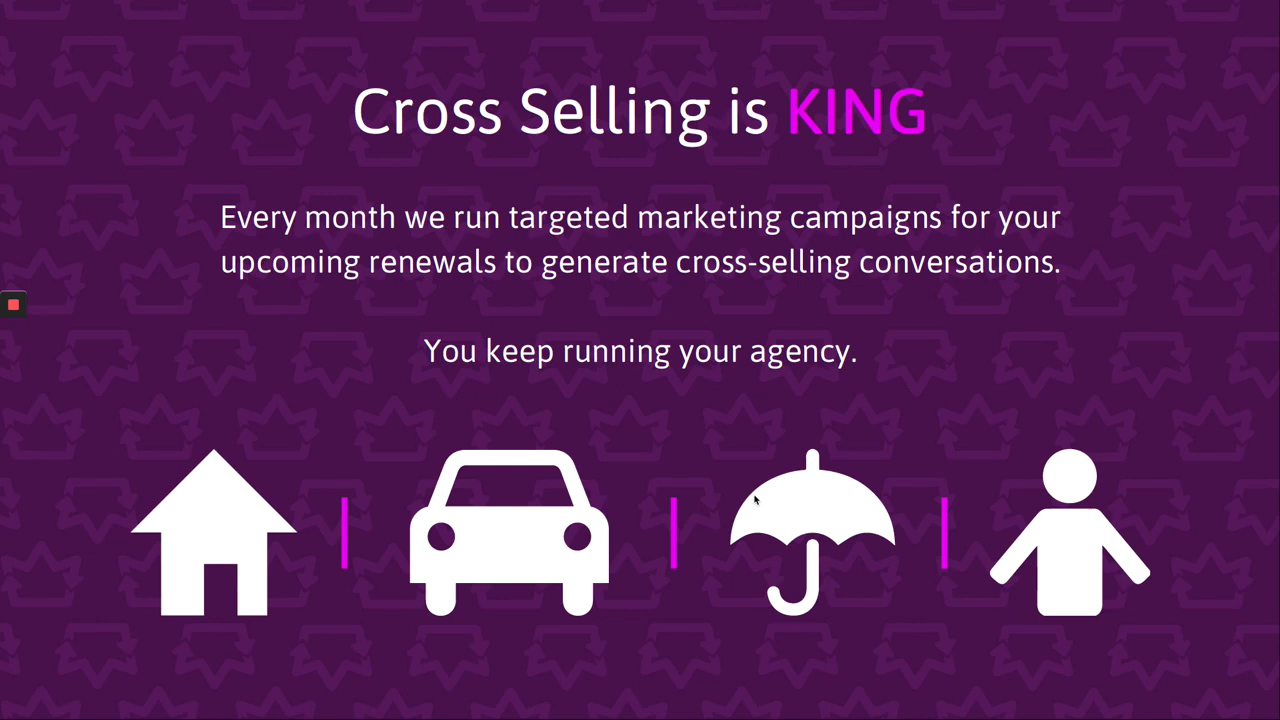 Cross Selling is KING
Every month we run targeted marketing campaigns for your
upcoming renewals to generate cross-selling conversations.
You keep running your agency.